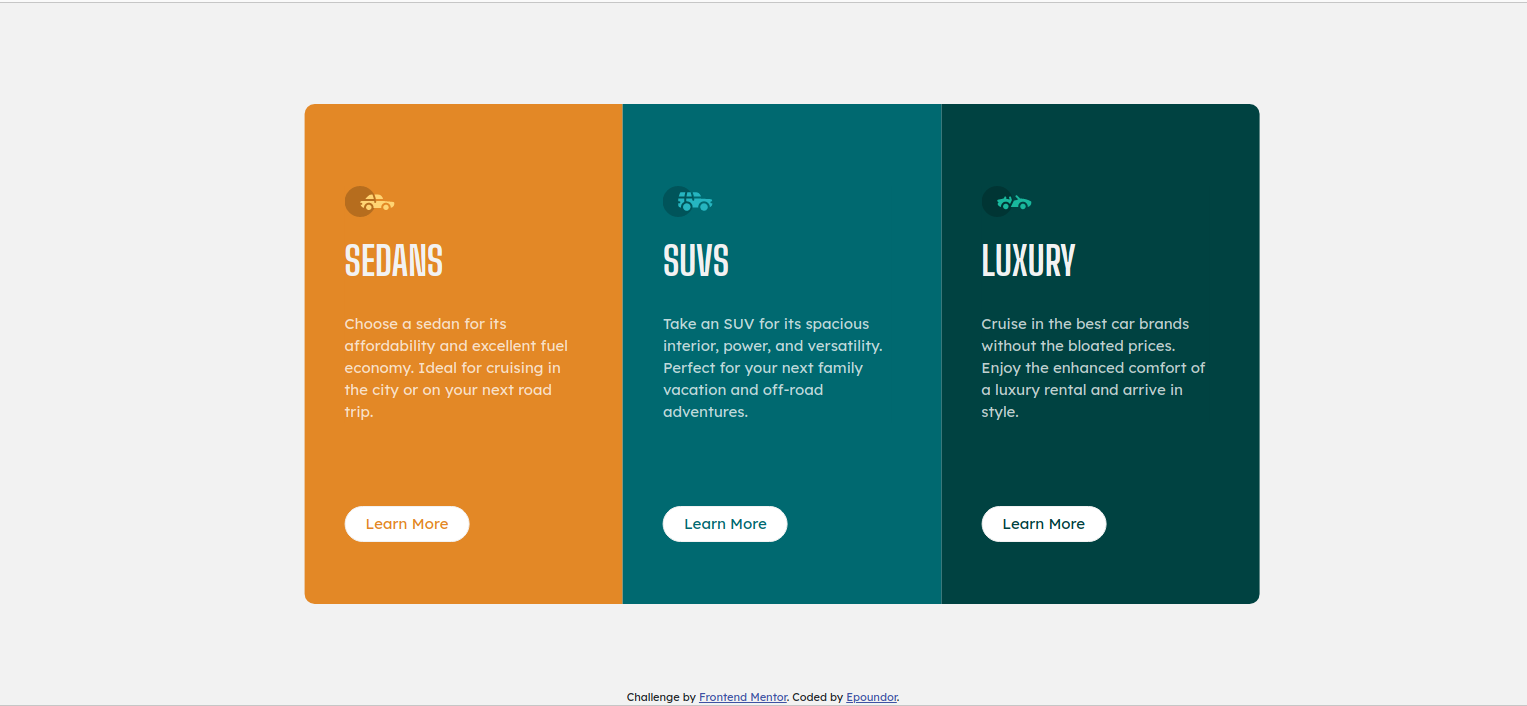 SEDANS
Choose a sedan for its
affordability and excellent fuel
economy. Ideal for cruising in
the city or on your next road
trip.
Learn More
SUVS
Take an SUV for its spacious
interior, power, and versatility.
Perfect for your next family
vacation and off-road
adventures.
Learn More
LUXURY
Cruise in the best car brands
without the bloated prices.
Enjoy the enhanced comfort of
a luxury rental and arrive in
style.
Learn More
Challenge by Frontend Mentor. Coded by Epoundor.